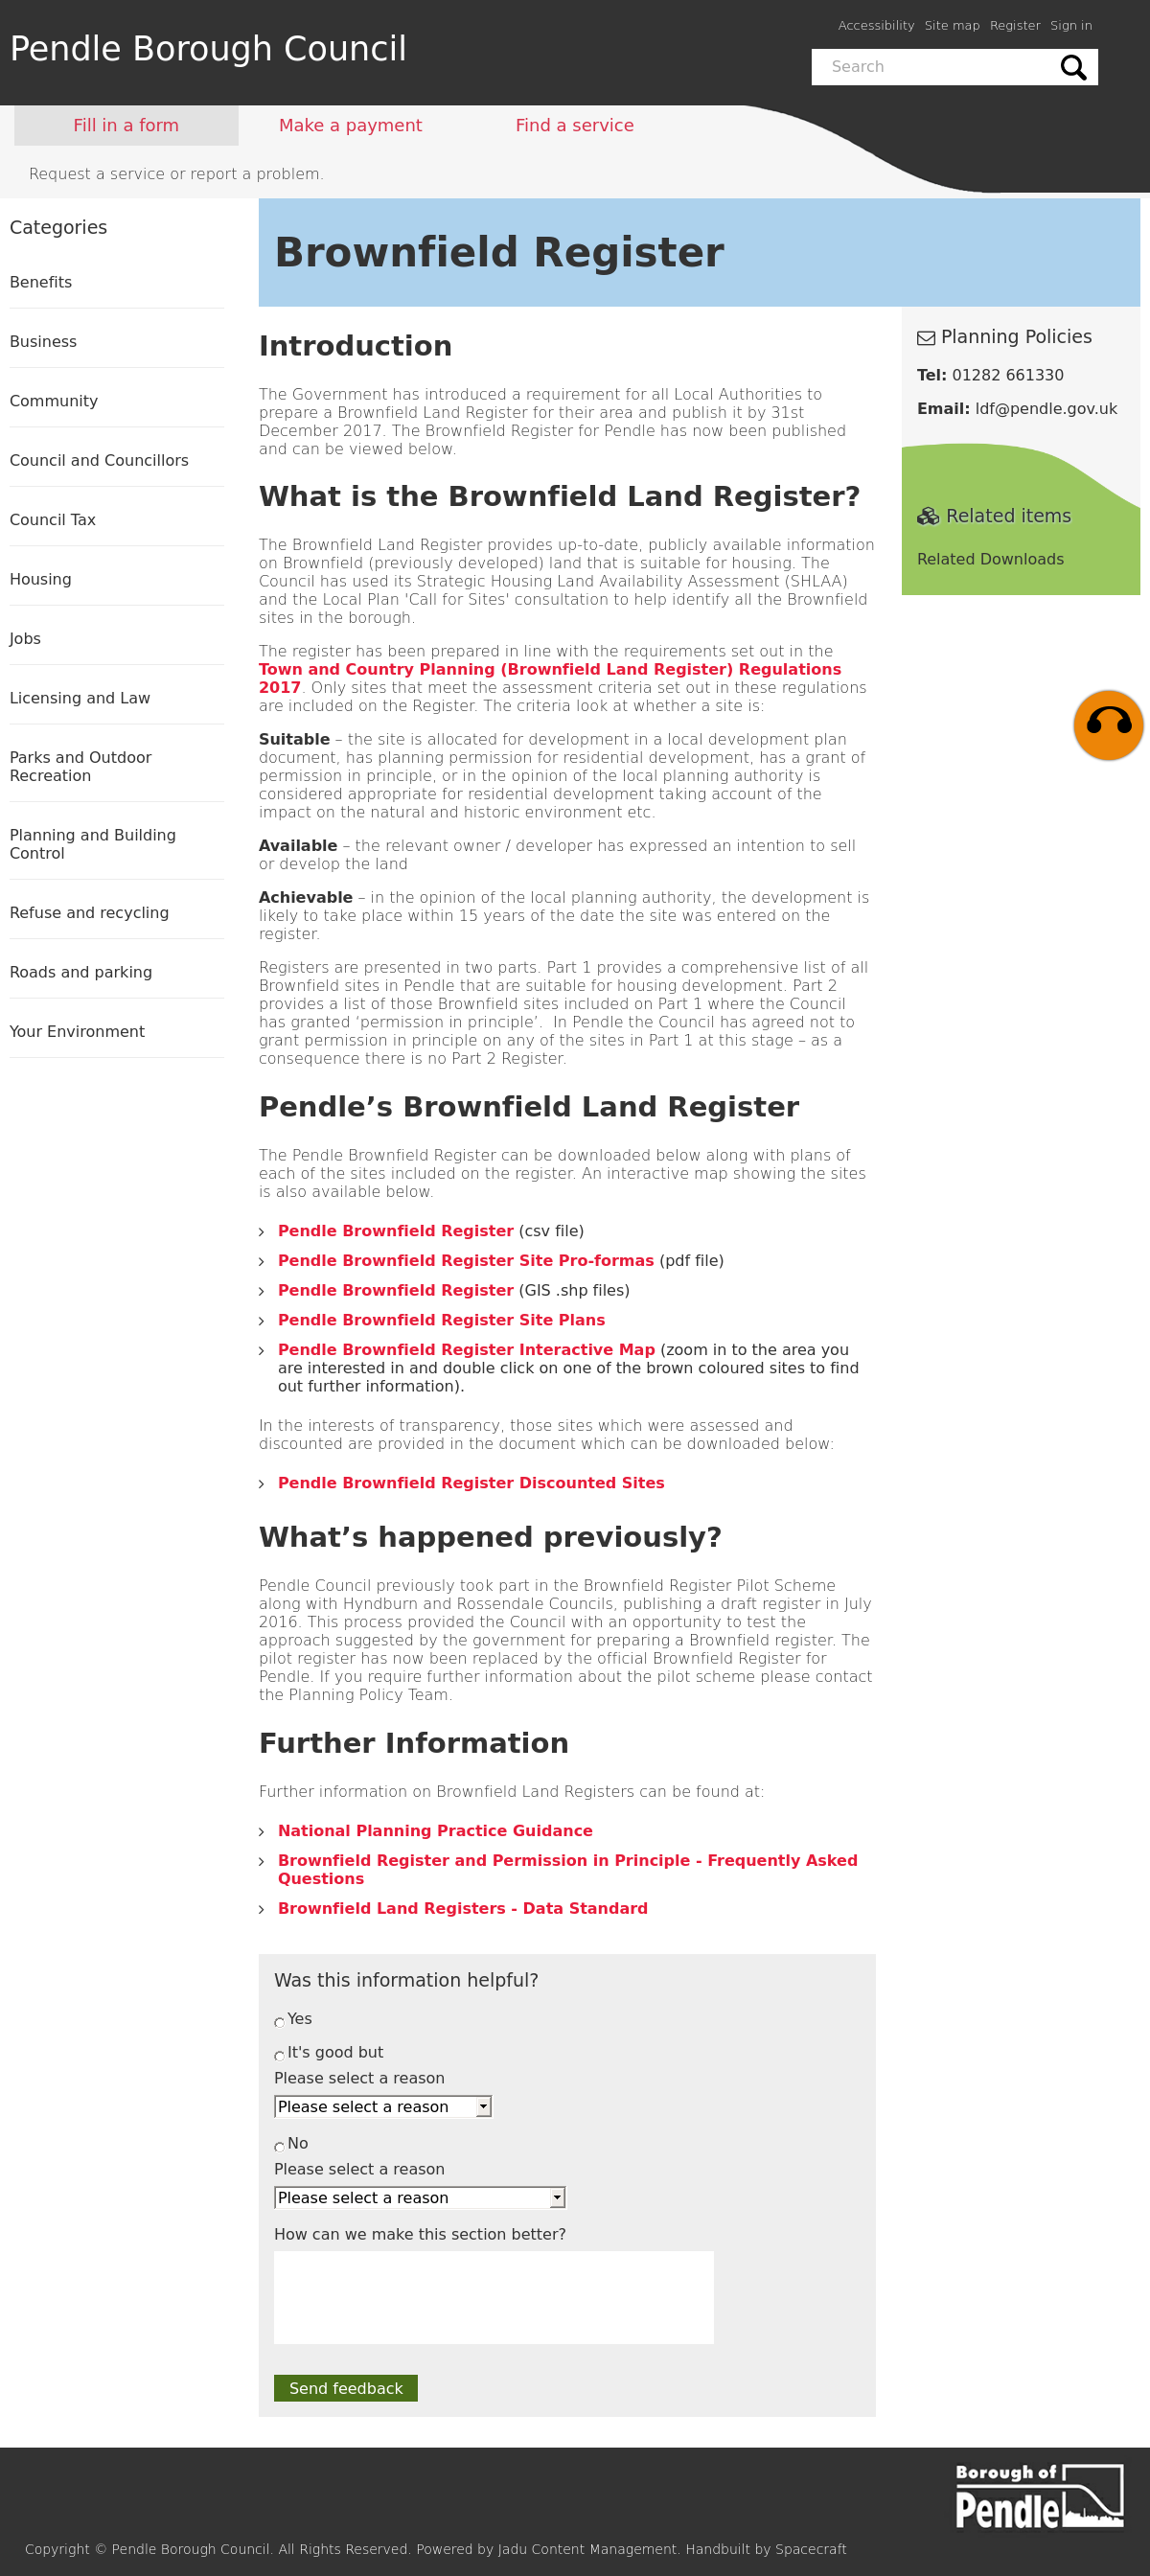 Accessibility Site map Register Sign in
Pendle Borough Council
Search
Fill in a form
Make a payment
Find a service
Request a service or report a problem.
Categories
Benefits
Business
Community
Council and Councillors
Council Tax
Housing
Jobs
Licensing and Law
Parks and Outdoor
Recreation
Planning and Building
Control
Refuse and recycling
Roads and parking
Your Environment
Brownfield Register
Introduction
The Government has introduced a requirement for all Local Authorities to
prepare a Brownfield Land Register for their area and publish it by 31st
December 2017. The Brownfield Register for Pendle has now been published
and can be viewed below.
What is the Brownfield Land Register?
The Brownfield Land Register provides up-to-date, publicly available information
on Brownfield (previously developed) land that is suitable for housing. The
Council has used its Strategic Housing Land Availability Assessment (SHLAA)
and the Local Plan 'Call for Sites' consultation to help identify all the Brownfield
sites in the borough.
The register has been prepared in line with the requirements set out in the
Town and Country Planning (Brownfield Land Register) Regulations
2017. Only sites that meet the assessment criteria set out in these regulations
are included on the Register. The criteria look at whether a site is:
Suitable – the site is allocated for development in a local development plan
document, has planning permission for residential development, has a grant of
permission in principle, or in the opinion of the local planning authority is
considered appropriate for residential development taking account of the
impact on the natural and historic environment etc.
Available – the relevant owner / developer has expressed an intention to sell
or develop the land
Achievable – in the opinion of the local planning authority, the development is
likely to take place within 15 years of the date the site was entered on the
register.
Registers are presented in two parts. Part 1 provides a comprehensive list of all
Brownfield sites in Pendle that are suitable for housing development. Part 2
provides a list of those Brownfield sites included on Part 1 where the Council
has granted ‘permission in principle’.  In Pendle the Council has agreed not to
grant permission in principle on any of the sites in Part 1 at this stage – as a
consequence there is no Part 2 Register.
Pendle’s Brownfield Land Register
The Pendle Brownfield Register can be downloaded below along with plans of
each of the sites included on the register. An interactive map showing the sites
is also available below.
Pendle Brownfield Register (csv file)
Pendle Brownfield Register Site Pro-formas (pdf file)
Pendle Brownfield Register (GIS .shp files)
Pendle Brownfield Register Site Plans
Pendle Brownfield Register Interactive Map (zoom in to the area you
are interested in and double click on one of the brown coloured sites to find
out further information).
In the interests of transparency, those sites which were assessed and
discounted are provided in the document which can be downloaded below:
Pendle Brownfield Register Discounted Sites
What’s happened previously?
Pendle Council previously took part in the Brownfield Register Pilot Scheme
along with Hyndburn and Rossendale Councils, publishing a draft register in July
2016. This process provided the Council with an opportunity to test the
approach suggested by the government for preparing a Brownfield register. The
pilot register has now been replaced by the official Brownfield Register for
Pendle. If you require further information about the pilot scheme please contact
the Planning Policy Team.
Further Information
Further information on Brownfield Land Registers can be found at:
National Planning Practice Guidance
Brownfield Register and Permission in Principle - Frequently Asked
Questions
Brownfield Land Registers - Data Standard
Was this information helpful?
Yes
It's good but
Please select a reason
Please select a reason
No
Please select a reason
Please select a reason
How can we make this section better?
Send feedback
Planning Policies
Tel: 01282 661330
Email: ldf@pendle.gov.uk
Related items
Related Downloads
Borough of
Pendle
Copyright © Pendle Borough Council. All Rights Reserved. Powered by Jadu Content Management. Handbuilt by Spacecraft